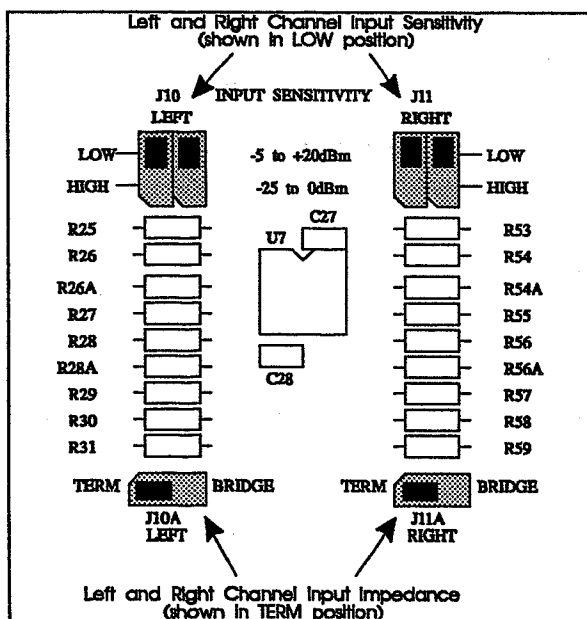 Left and Right Channel Input Sensitivity
(shown in LOW position)
J10 INPUT SENSITIVITY J11
LEFT RIGHT
LOW -5 to +20dBm LOW
HIGH -25 to 0dBm HIGH
C27
R25 U7 R53
R26 R54
R26A R54A
R27 R55
R28 R56
R28A R56A
C28
R29 R57
R30 R58
R31 R59
TERM BRIDGE TERM BRIDGE
J10A J11A
LEFT RIGHT
Left and Right Channel Input Impedance
(shown in TERM position)